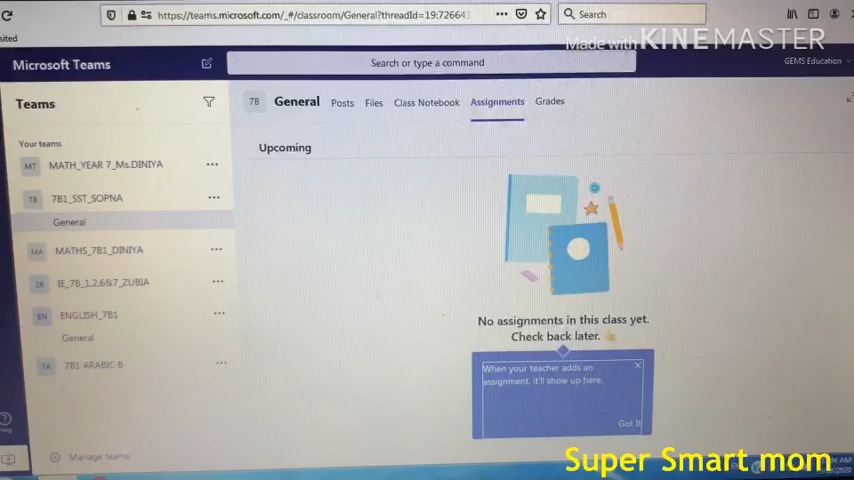 https://teams.microsoft.com/_#/classroom/General?threadId=19:72664
Search
sited
Made with KINEMASTER
Microsoft Teams
Search or type a command
GEMS Education
Teams
7B General Posts Files Class Notebook Assignments Grades
Your teams
Upcoming
M7 MATH_YEAR 7_Ms.DINIYA
7B 7B1_SST_SOPNA
General
MA MATHS_7B1_DINIYA
26 IE_7B_1,2,6&7_ZUBIA
EN ENGLISH_7B1
General
7A 7B1 ARABIC B
No assignments in this class yet.
Check back later.
When your teacher adds an
assignment, it'll show up here.
Got it
Help
Manage teams
Super Smart mom